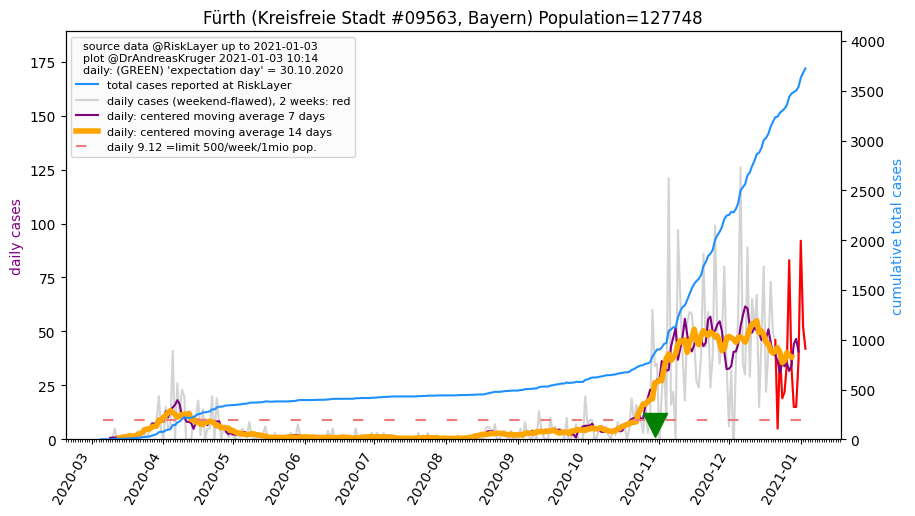 Fürth (Kreisfreie Stadt #09563, Bayern) Population=127748
source data @RiskLayer up to 2021-01-03
plot @DrAndreasKruger 2021-01-03 10:14
daily: (GREEN) 'expectation day' = 30.10.2020
total cases reported at RiskLayer
daily cases (weekend-flawed), 2 weeks: red
daily: centered moving average 7 days
daily: centered moving average 14 days
daily 9.12 =limit 500/week/1mio pop.
daily cases
175
150
125
100
75
50
25
0
cumulative total cases
4000
3500
3000
2500
2000
1500
1000
500
0
2020-03
2020-04
2020-05
2020-06
2020-07
2020-08
2020-09
2020-10
2020-11
2020-12
2021-01